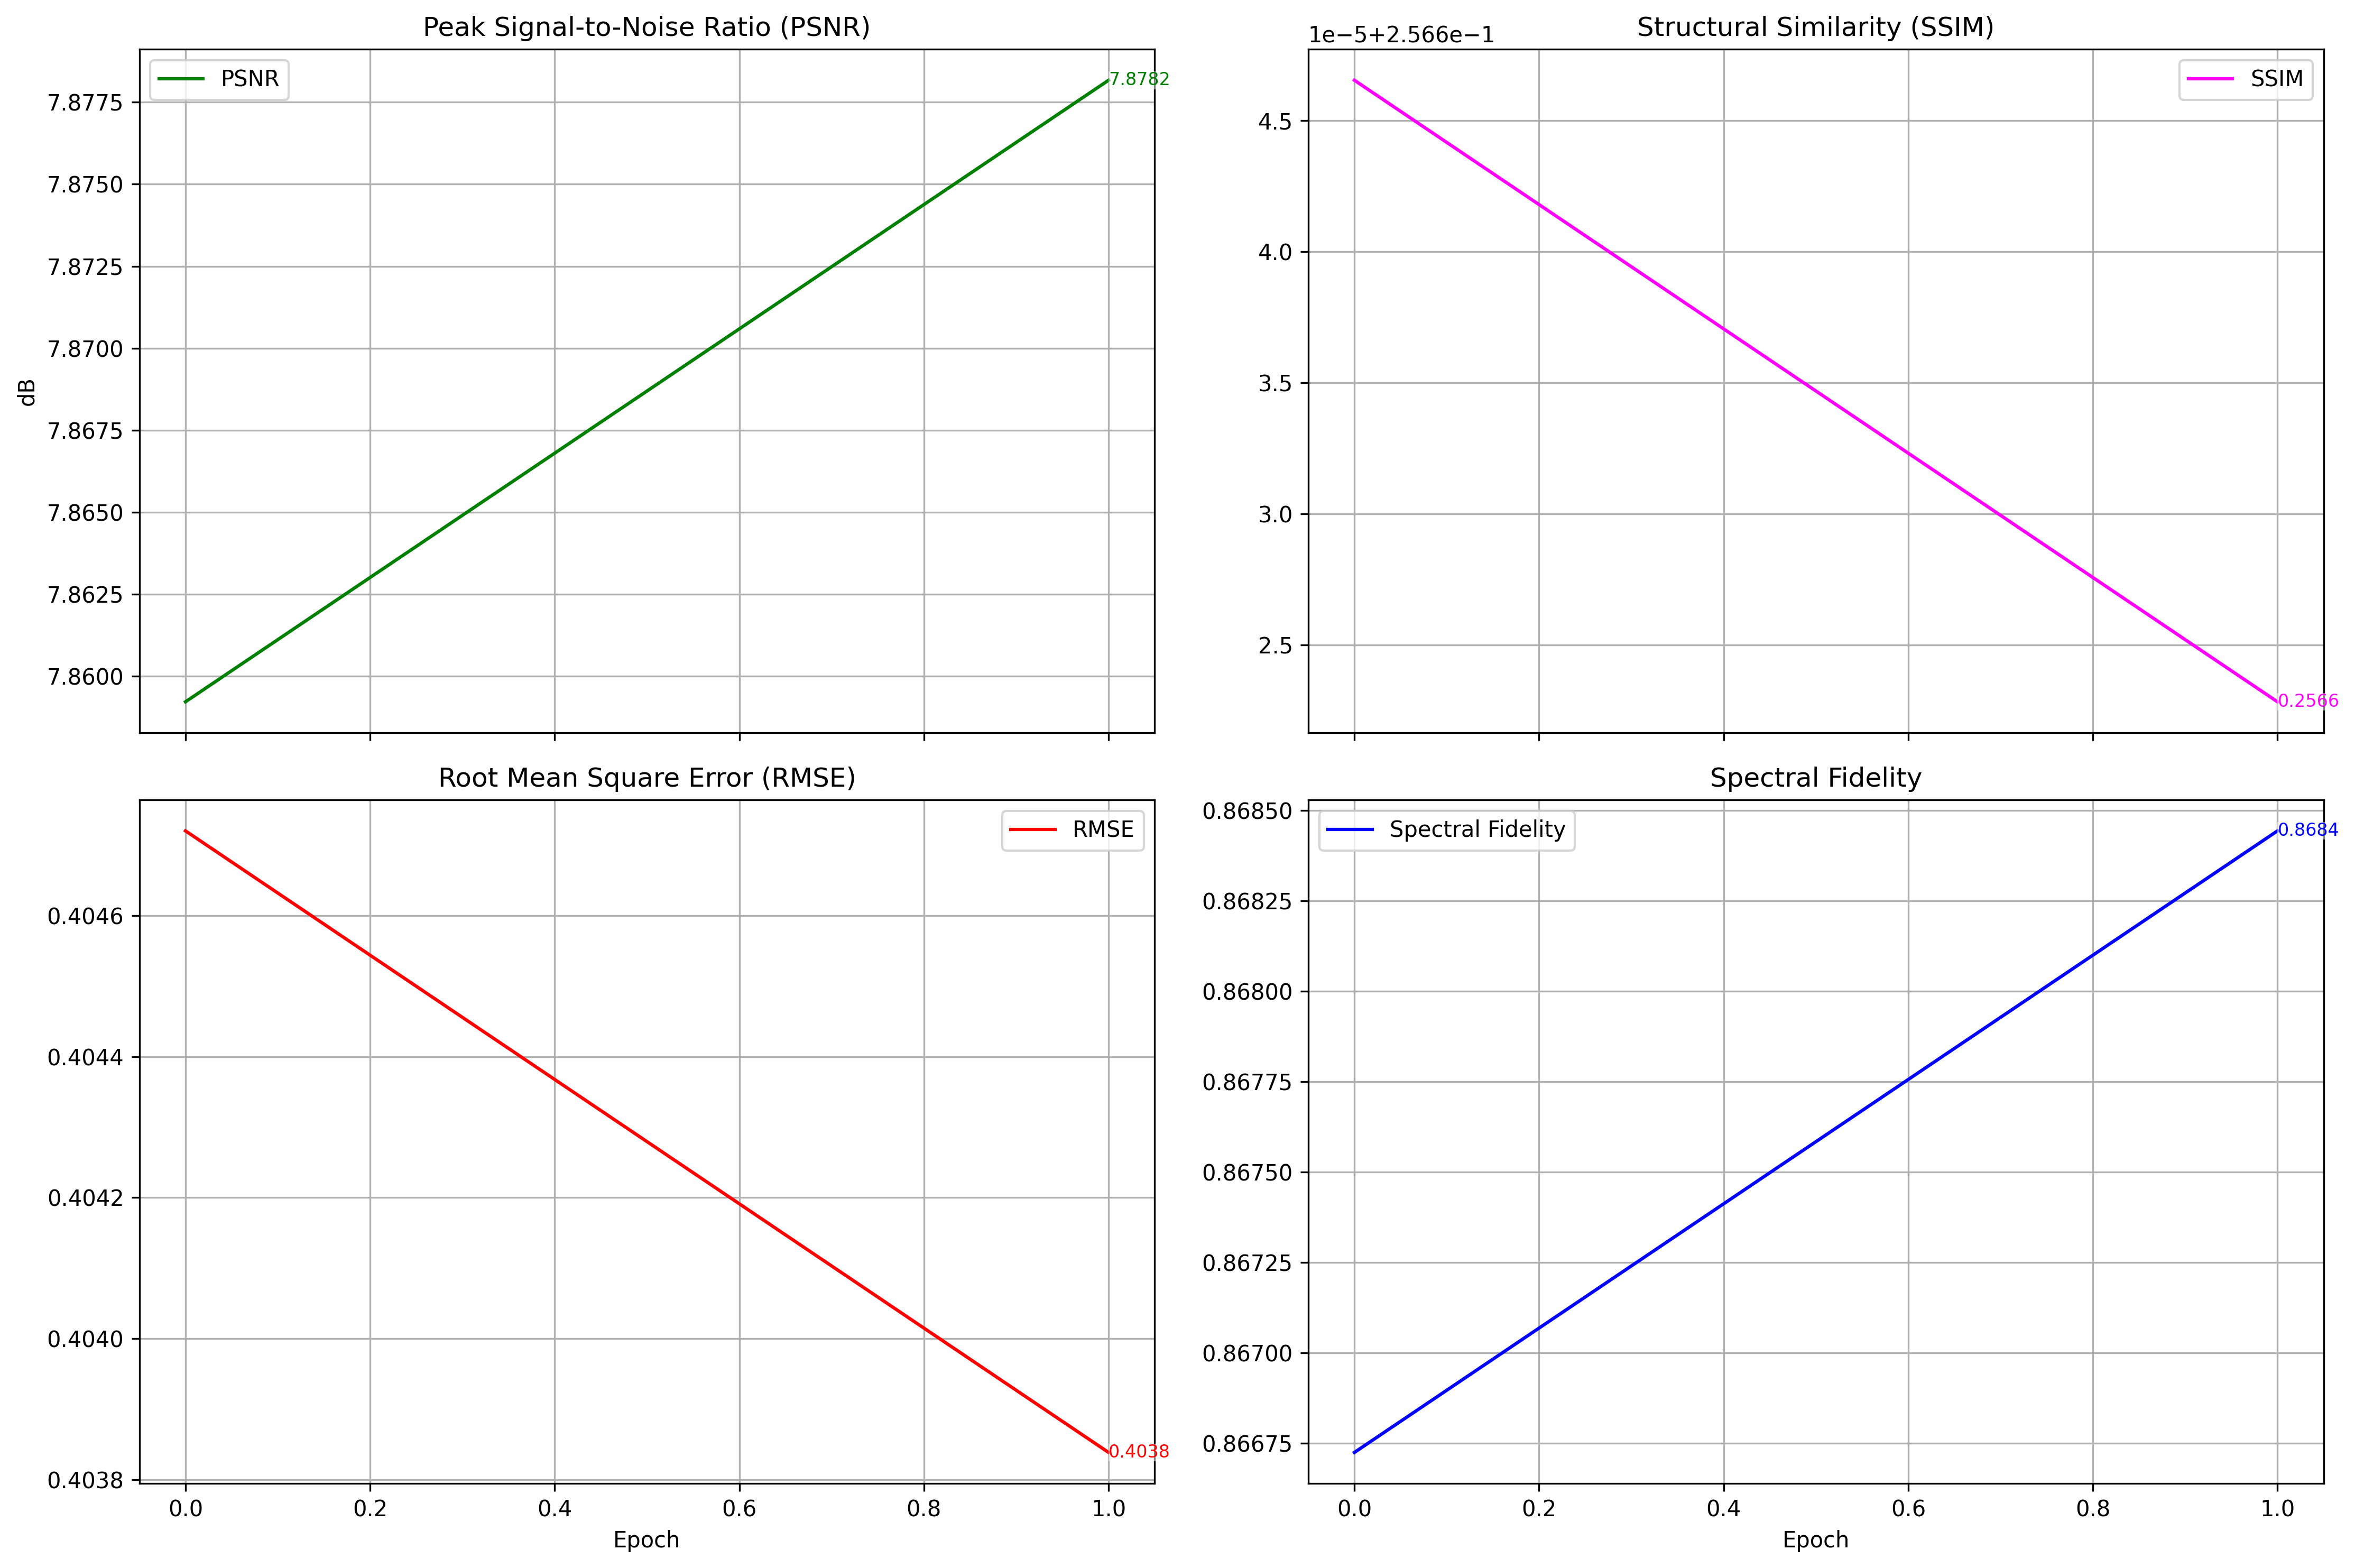 Peak Signal-to-Noise Ratio (PSNR)
PSNR
7.8782
7.8775
7.8750
7.8725
7.8700
7.8675
7.8650
7.8625
7.8600
dB
Structural Similarity (SSIM)
1e−5+2.566e−1
SSIM
4.5
4.0
3.5
3.0
2.5
0.2566
Root Mean Square Error (RMSE)
RMSE
0.4046
0.4044
0.4042
0.4040
0.4038
0.4038
0.0 0.2 0.4 0.6 0.8 1.0
Epoch
Spectral Fidelity
Spectral Fidelity
0.8684
0.86850
0.86825
0.86800
0.86775
0.86750
0.86725
0.86700
0.86675
0.0 0.2 0.4 0.6 0.8 1.0
Epoch